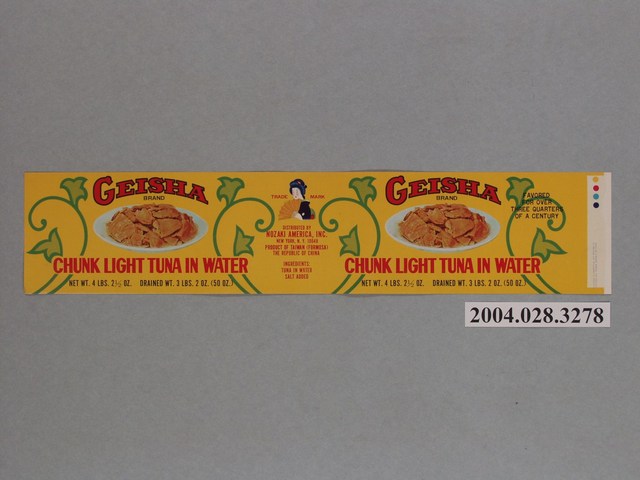 GEISHA
BRAND
CHUNK LIGHT TUNA IN WATER
NET WT. 4 LBS. 2½ OZ. DRAINED WT. 3 LBS. 2 OZ. (50 OZ.)
TRADE MARK
DISTRIBUTED BY
NOZAKI AMERICA, INC.
NEW YORK, N. Y. 10048
PRODUCT OF TAIWAN (FORMOSA)
THE REPUBLIC OF CHINA
INGREDIENTS:
TUNA IN WATER
SALT ADDED
GEISHA
BRAND
CHUNK LIGHT TUNA IN WATER
NET WT. 4 LBS. 2½ OZ. DRAINED WT. 3 LBS. 2 OZ. (50 OZ.)
FAVORED
FOR OVER
THREE QUARTERS
OF A CENTURY
2004.028.3278